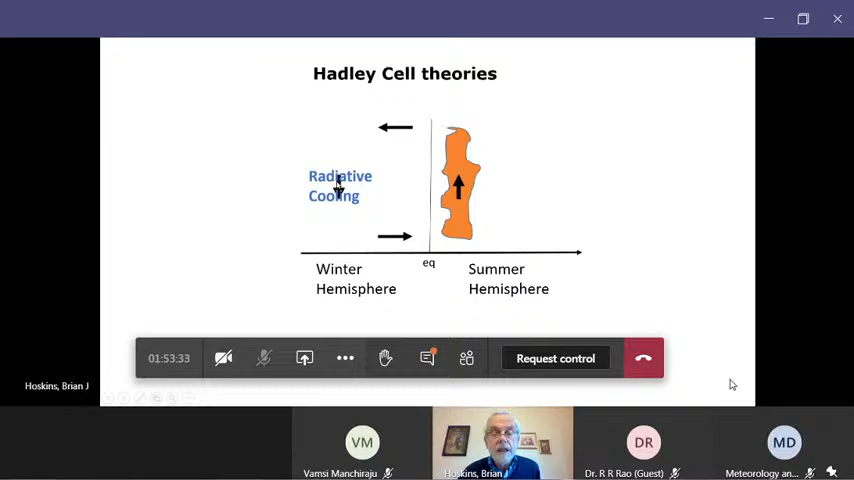 Hadley Cell theories
Radiative
Cooling
eq
Winter
Hemisphere
Summer
Hemisphere
01:53:33
Request control
Hoskins, Brian J
VM
DR
MD
Vamsi Manchiraju
Hoskins, Brian J
Dr. R R Rao (Guest)
Meteorology an...